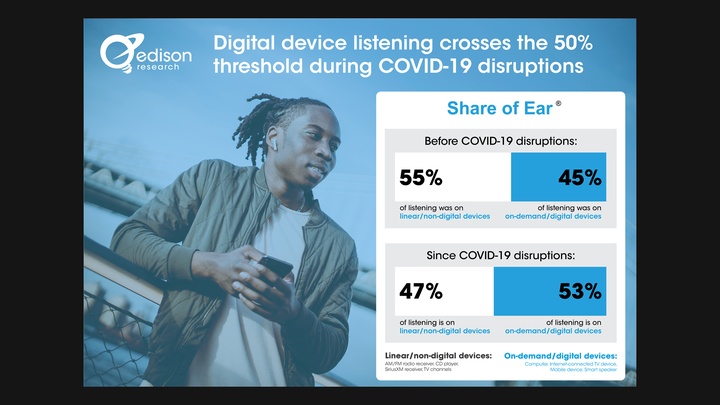 edison
research
Digital device listening crosses the 50%
threshold during COVID-19 disruptions
Share of Ear®
Before COVID-19 disruptions:
55%
45%
of listening was on
linear/non-digital devices
of listening was on
on-demand/digital devices
Since COVID-19 disruptions:
47%
53%
of listening is on
linear/non-digital devices
of listening is on
on-demand/digital devices
Linear/non-digital devices:
AM/FM radio receiver, CD player,
SiriusXM receiver, TV channels
On-demand/digital devices:
Computer, Internet-connected TV device,
Mobile device, Smart speaker